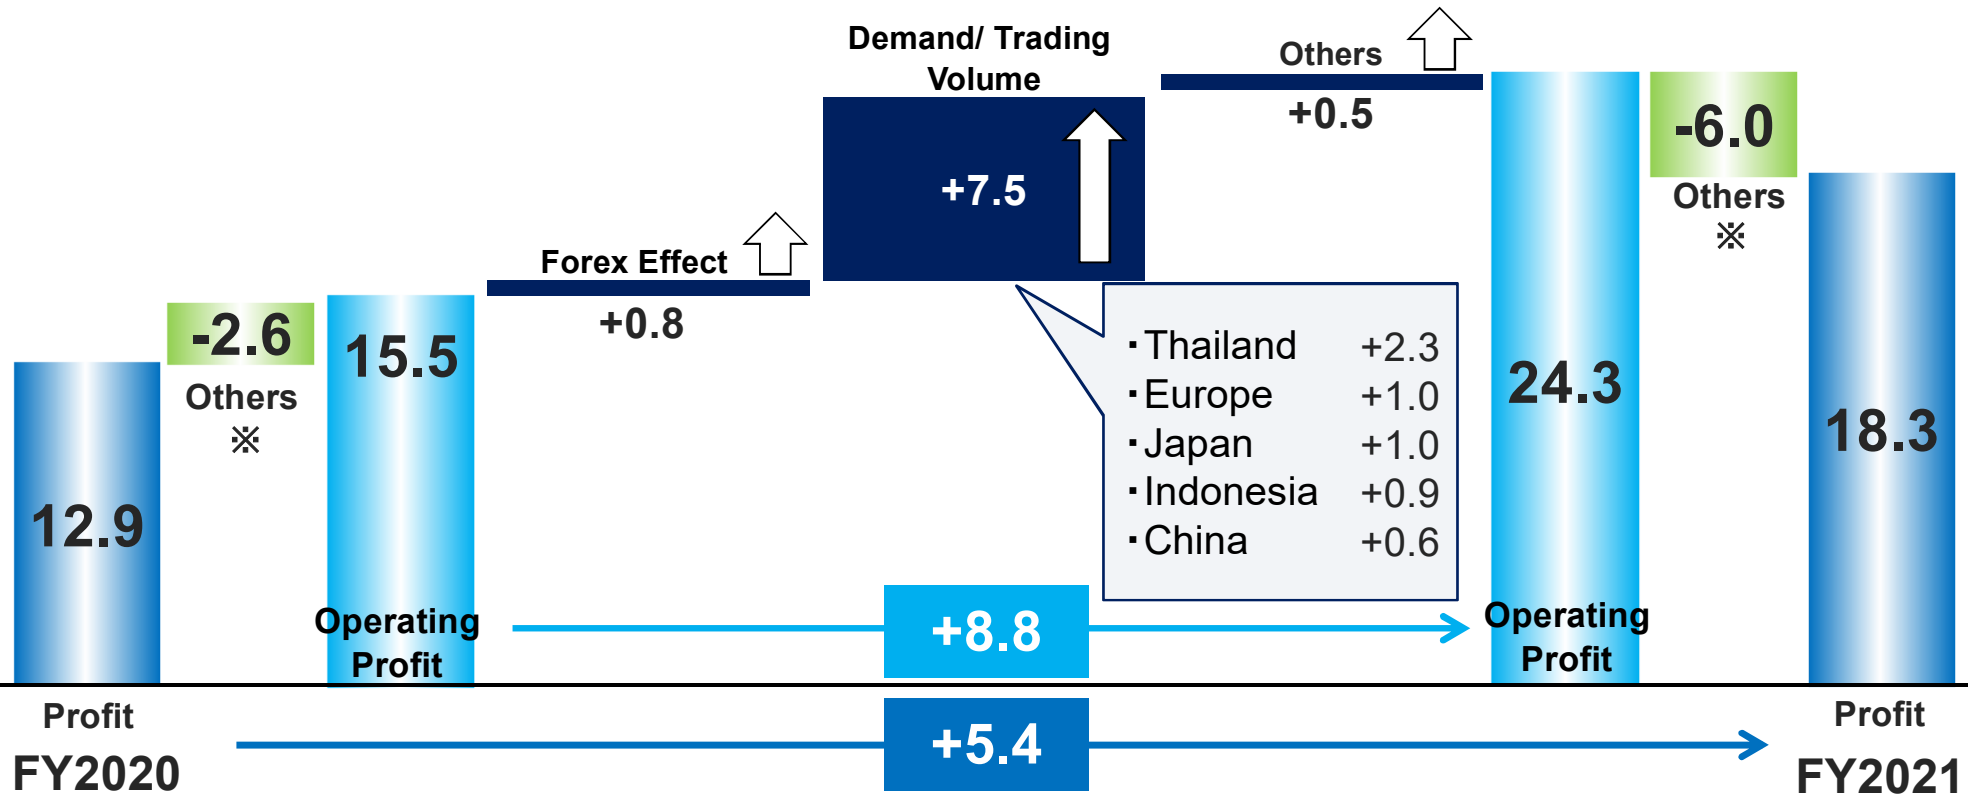 Demand/ Trading
Volume
+7.5
Others
+0.5
Forex Effect
+0.8
-2.6
Others
※
15.5
Operating
Profit
12.9
Profit
FY2020
・Thailand +2.3
・Europe +1.0
・Japan +1.0
・Indonesia +0.9
・China +0.6
24.3
Operating
Profit
-6.0
Others
※
18.3
Profit
FY2021
+8.8
+5.4